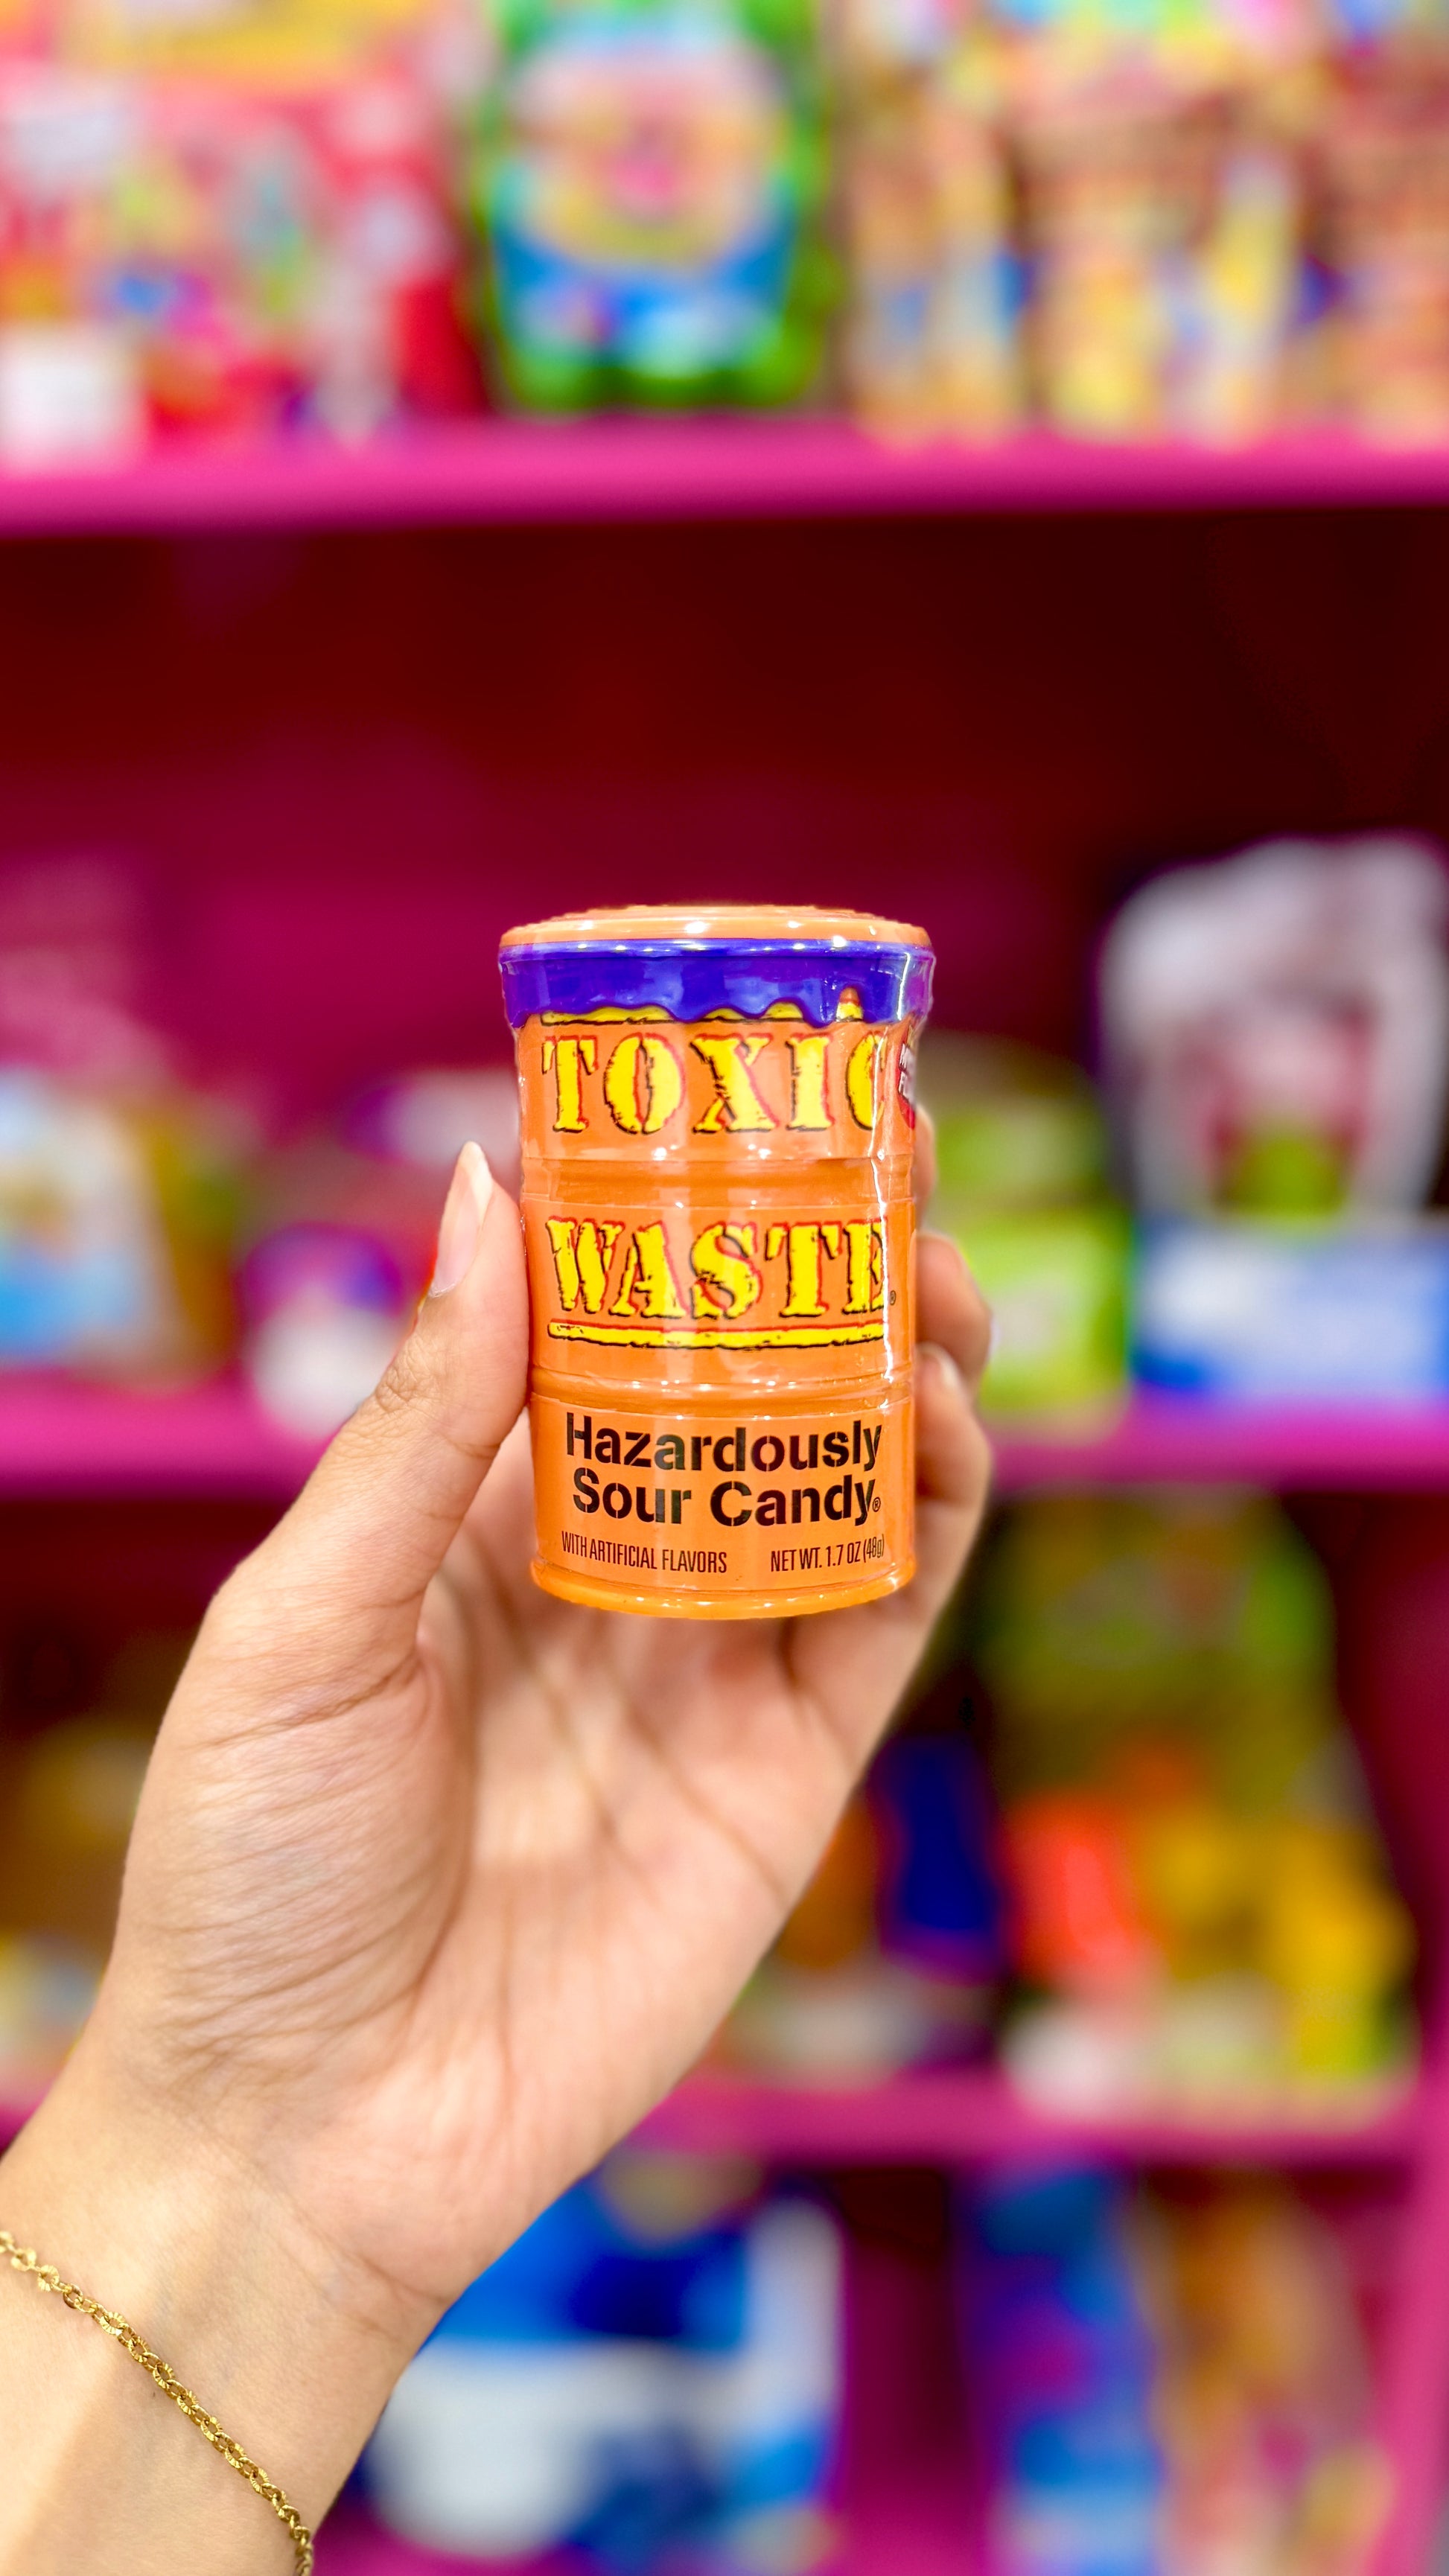 TOXIC
WASTE®
Hazardously
Sour Candy®
WITH ARTIFICIAL FLAVORS NET WT. 1.7 OZ (48g)